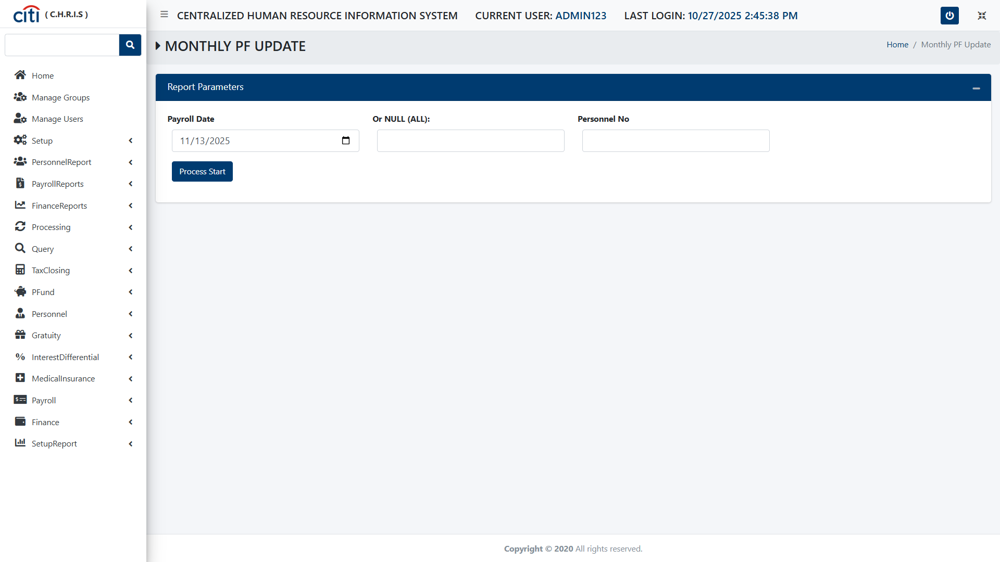 citi ( C.H.R.I.S )
CENTRALIZED HUMAN RESOURCE INFORMATION SYSTEM CURRENT USER: ADMIN123 LAST LOGIN: 10/27/2025 2:45:38 PM
MONTHLY PF UPDATE
Home / Monthly PF Update
Home
Manage Groups
Manage Users
Setup
PersonnelReport
PayrollReports
FinanceReports
Processing
Query
TaxClosing
PFund
Personnel
Gratuity
InterestDifferential
MedicalInsurance
Payroll
Finance
SetupReport
Report Parameters
Payroll Date Or NULL (ALL): Personnel No
11/13/2025
Process Start
Copyright © 2020 All rights reserved.